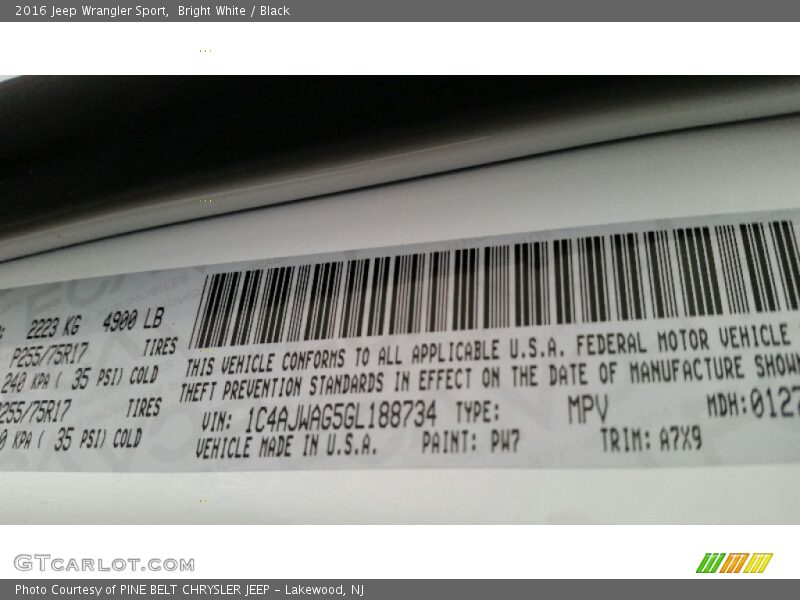 2016 Jeep Wrangler Sport,  Bright White / Black
2223 KG 4900 LB
P255/75R17 TIRES
240 KPA ( 35 PSI) COLD
255/75R17 TIRES
KPA ( 35 PSI) COLD
THIS VEHICLE CONFORMS TO ALL APPLICABLE U.S.A. FEDERAL MOTOR VEHICLE
THEFT PREVENTION STANDARDS IN EFFECT ON THE DATE OF MANUFACTURE SHOWN
VIN: 1C4AJWAG5GL188734 TYPE: MPV MDH:0127
VEHICLE MADE IN U.S.A. PAINT: PW7 TRIM: A7X9
GTcarlot.com
Photo Courtesy of PINE BELT CHRYSLER JEEP - Lakewood, NJ